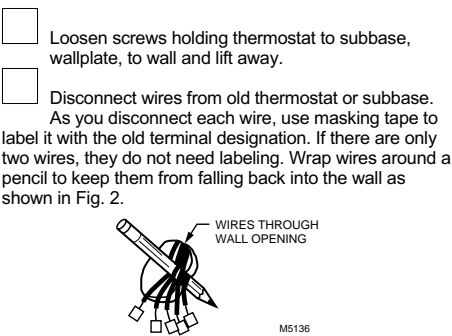 Loosen screws holding thermostat to subbase,
wallplate, to wall and lift away.
Disconnect wires from old thermostat or subbase.
As you disconnect each wire, use masking tape to
label it with the old terminal designation. If there are only
two wires, they do not need labeling. Wrap wires around a
pencil to keep them from falling back into the wall as
shown in Fig. 2.
WIRES THROUGH
WALL OPENING
M5136